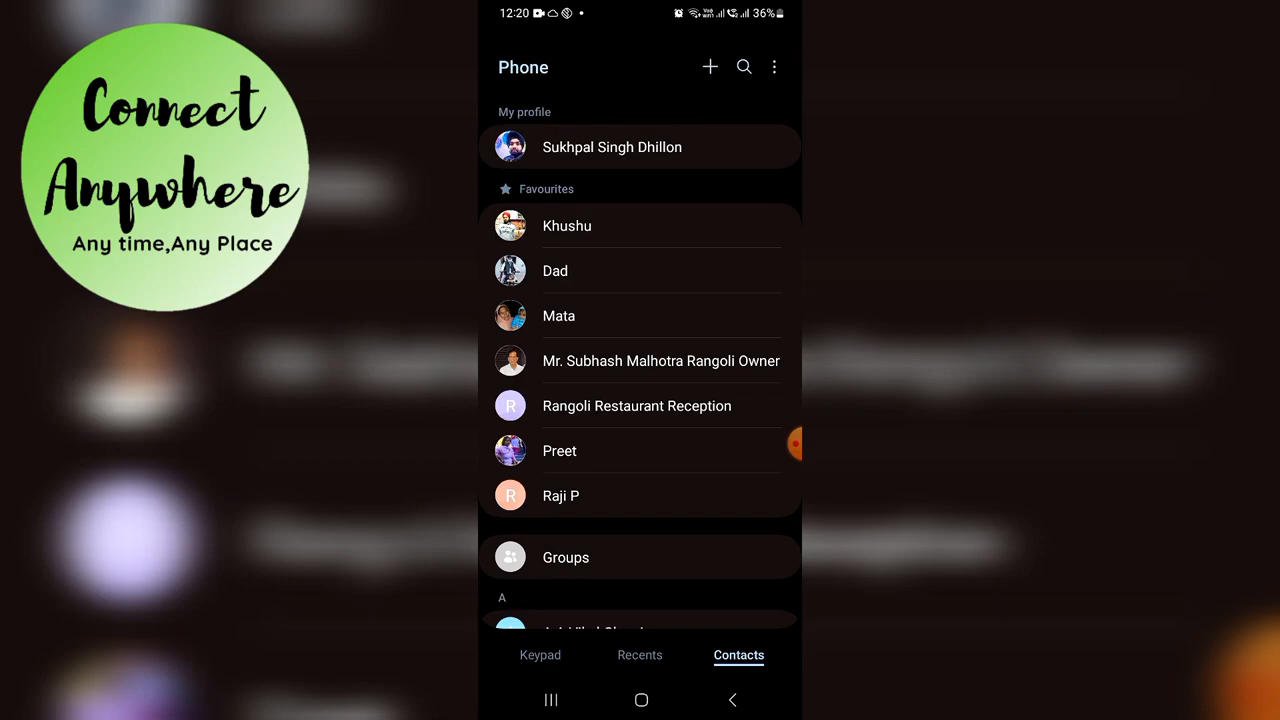 Connect
Anywhere
Any time,Any Place
12:20
36%
Phone
My profile
Sukhpal Singh Dhillon
Favourites
Khushu
Dad
Mata
Mr. Subhash Malhotra Rangoli Owner
R Rangoli Restaurant Reception
Preet
R Raji P
Groups
A
Keypad Recents Contacts